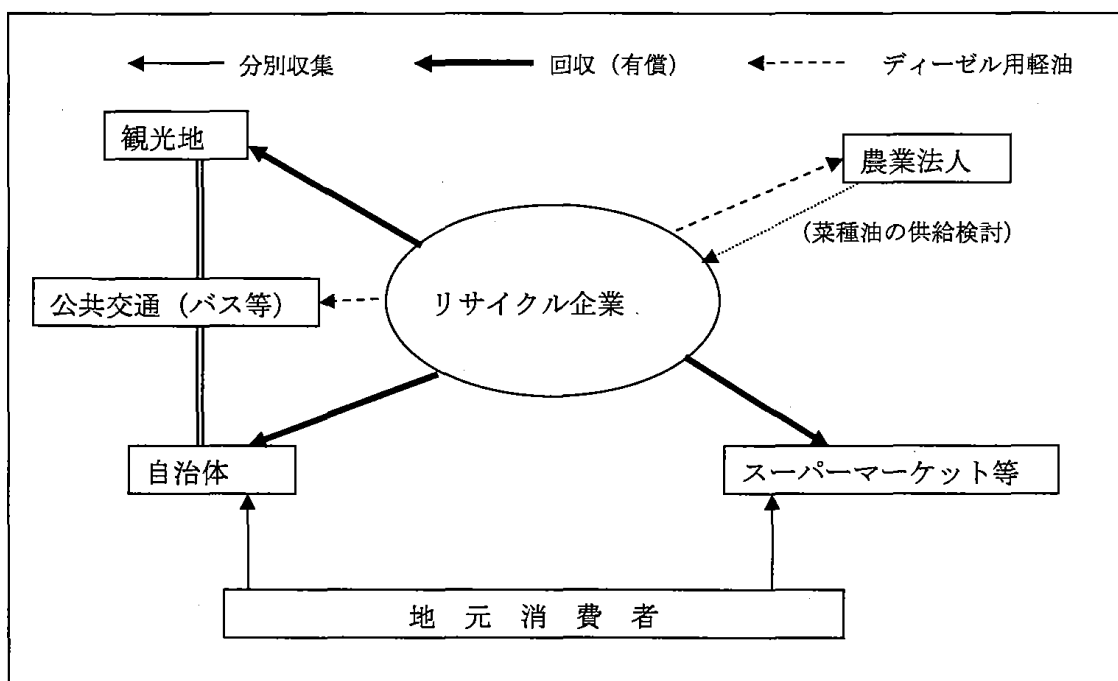 分別収集
回収（有償）
ディーゼル用軽油
観光地
農業法人
（菜種油の供給検討）
公共交通（バス等）
リサイクル企業
自治体
スーパーマーケット等
地元消費者